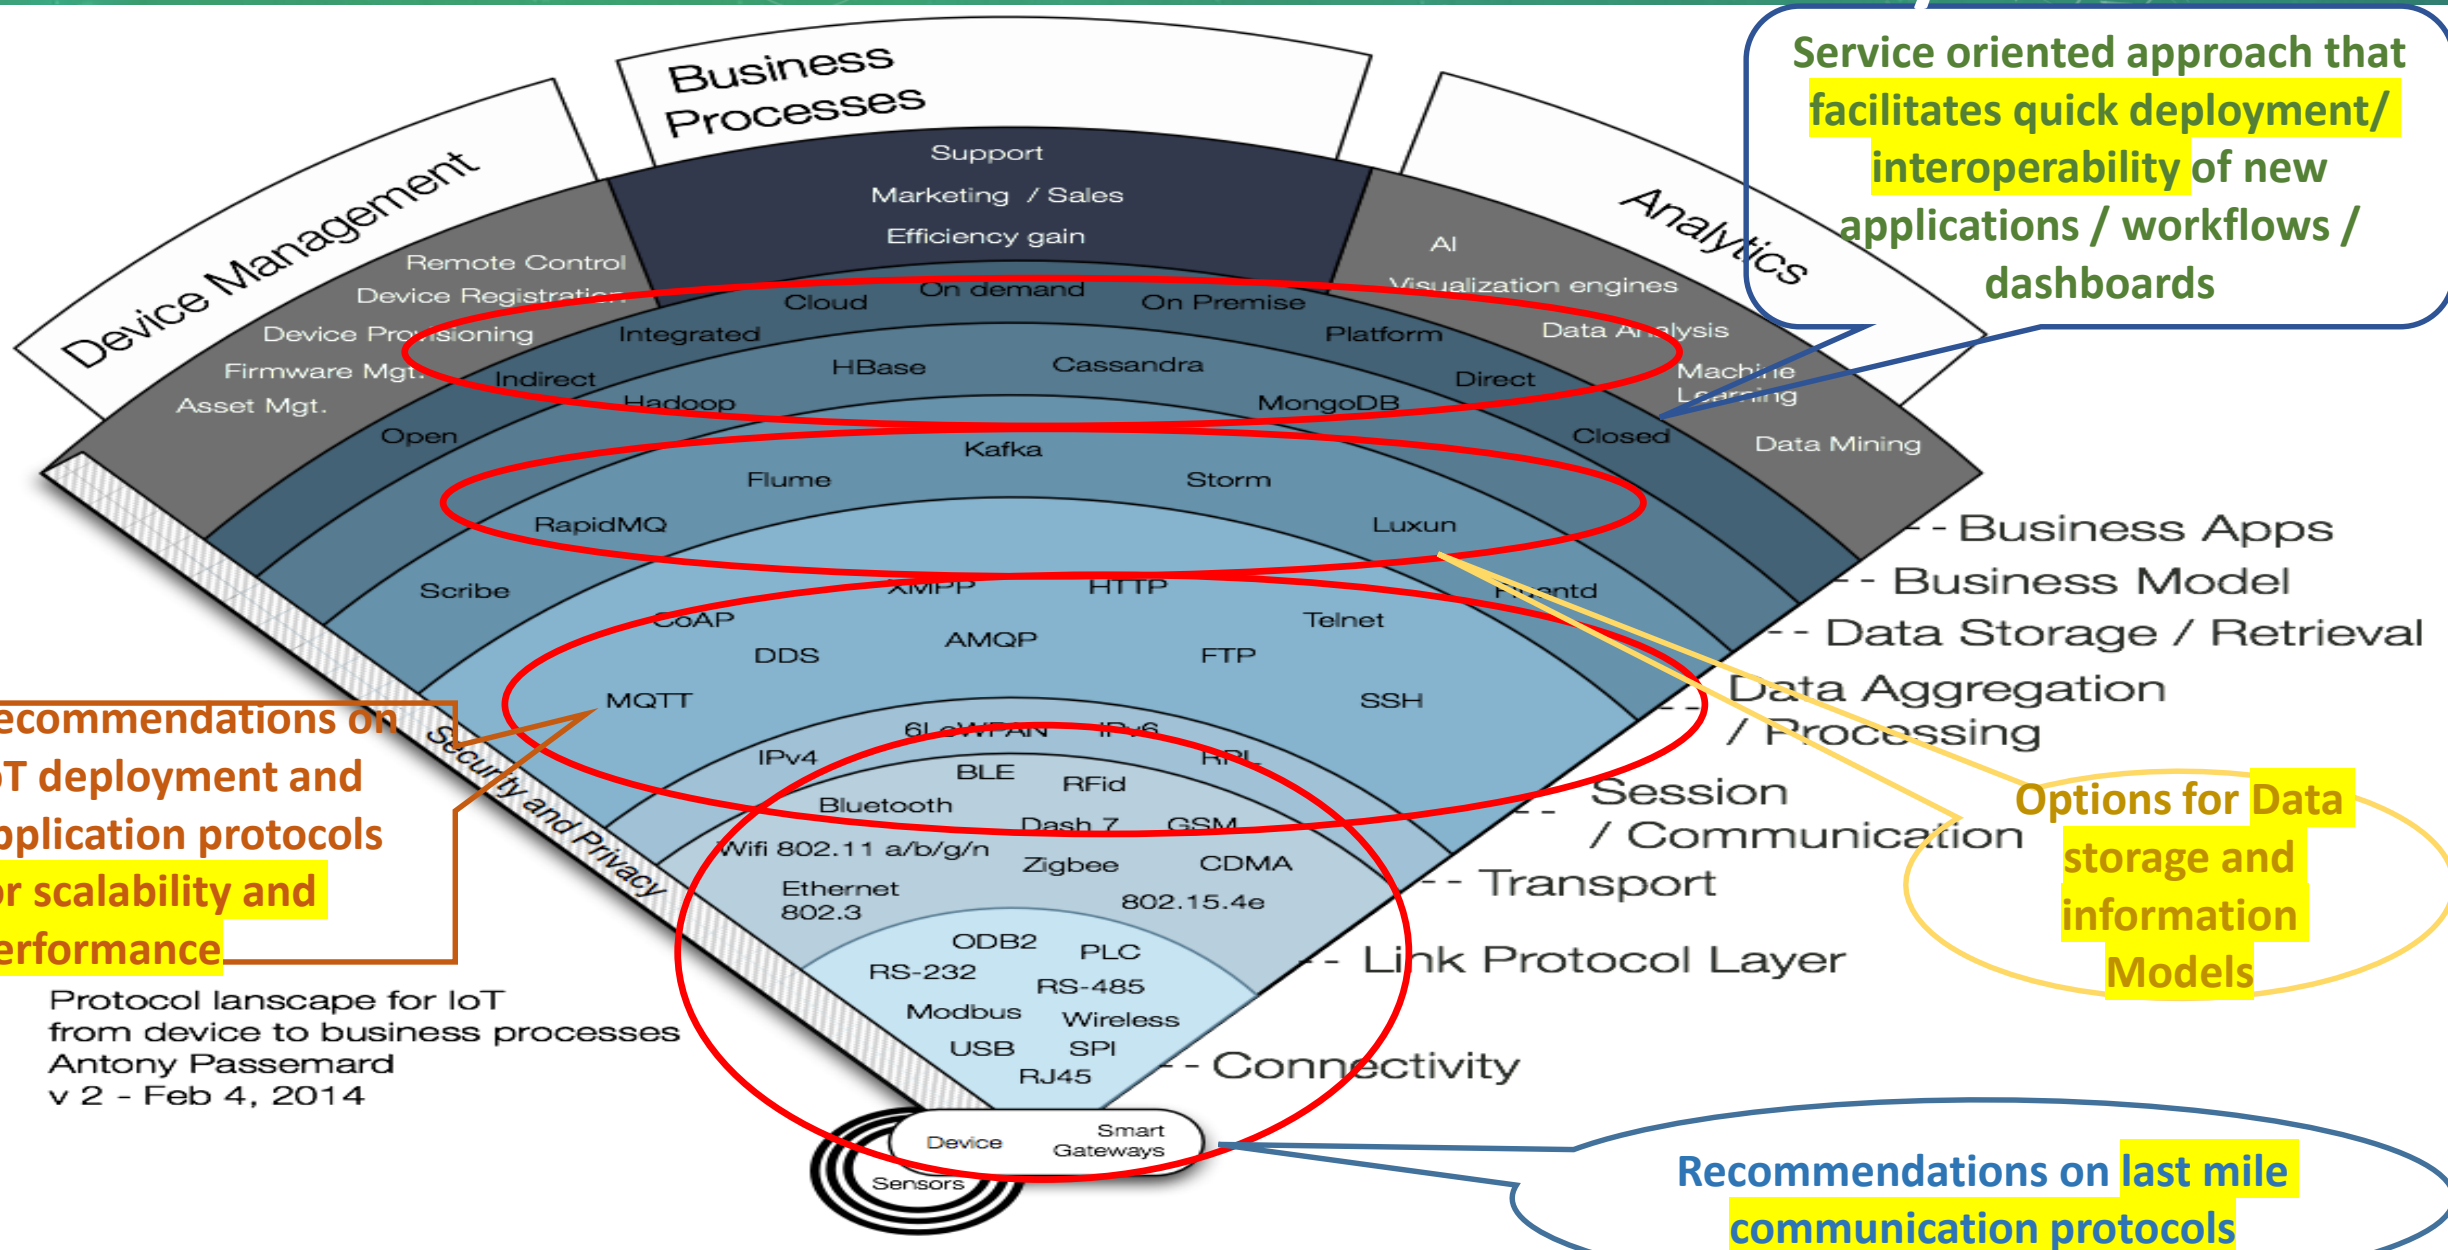 Business
Processes
Device Management
Analytics
Support
Marketing / Sales
Efficiency gain
Remote Control
Device Registration
Device Provisioning
Firmware Mgt.
Asset Mgt.
AI
Visualization engines
Data Analysis
Machine
Learning
Data Mining
Open
Indirect
Integrated
Cloud
On demand
On Premise
Platform
Direct
Closed
Hadoop
HBase
Cassandra
MongoDB
Scribe
RapidMQ
Flume
Kafka
Storm
Luxun
Fluentd
MQTT
CoAP
DDS
XMPP
AMQP
HTTP
FTP
Telnet
SSH
IPv4
6LoWPAN
IPv6
RPL
BLE
RFid
Bluetooth
Dash 7
GSM
Wifi 802.11 a/b/g/n
Zigbee
CDMA
Ethernet
802.3
802.15.4e
ODB2
PLC
RS-232
RS-485
Modbus
Wireless
USB
SPI
RJ45
Device
Smart
Gateways
Sensors
Security and Privacy
-- Business Apps
-- Business Model
-- Data Storage / Retrieval
-- Data Aggregation
/ Processing
-- Session
/ Communication
-- Transport
-- Link Protocol Layer
-- Connectivity
Service oriented approach that
facilitates quick deployment/
interoperability of new
applications / workflows /
dashboards
ecommendations on
oT deployment and
pplication protocols
or scalability and
erformance
Options for Data
storage and
information
Models
Recommendations on last mile
communication protocols
Protocol lanscape for IoT
from device to business processes
Antony Passemard
v 2 - Feb 4, 2014